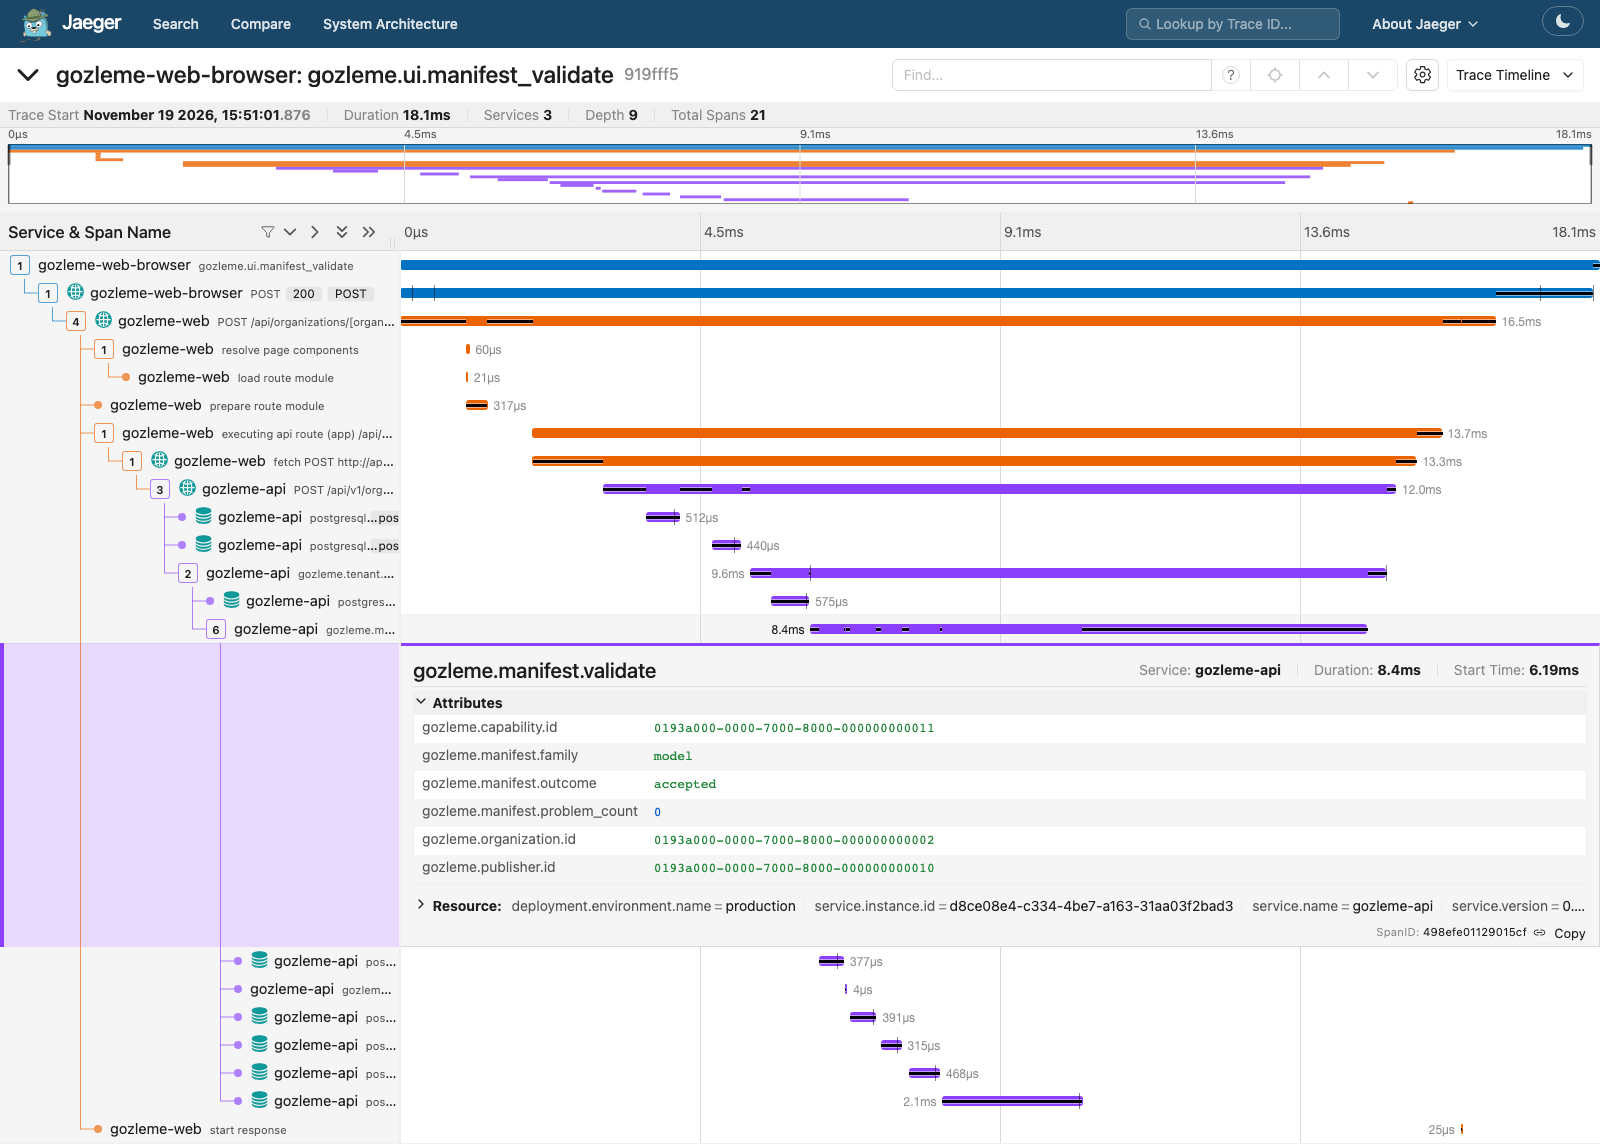 Jaeger Search Compare System Architecture Lookup by Trace ID... About Jaeger
gozleme-web-browser: gozleme.ui.manifest_validate 919fff5 Find... ? Trace Timeline
Trace Start November 19 2026, 15:51:01.876 Duration 18.1ms Services 3 Depth 9 Total Spans 21
0μs 4.5ms 9.1ms 13.6ms 18.1ms
Service & Span Name 0μs 4.5ms 9.1ms 13.6ms 18.1ms
1 gozleme-web-browser gozleme.ui.manifest_validate
1 gozleme-web-browser POST 200 POST
4 gozleme-web POST /api/organizations/[organ... 16.5ms
1 gozleme-web resolve page components 60μs
gozleme-web load route module 21μs
gozleme-web prepare route module 317μs
1 gozleme-web executing api route (app) /api/... 13.7ms
1 gozleme-web fetch POST http://ap... 13.3ms
3 gozleme-api POST /api/v1/org... 12.0ms
gozleme-api postgresql...pos 512μs
gozleme-api postgresql...pos 440μs
2 gozleme-api gozleme.tenant.... 9.6ms
gozleme-api postgres... 575μs
6 gozleme-api gozleme.m... 8.4ms
gozleme.manifest.validate Service: gozleme-api Duration: 8.4ms Start Time: 6.19ms
Attributes
gozleme.capability.id 0193a000-0000-7000-8000-000000000011
gozleme.manifest.family model
gozleme.manifest.outcome accepted
gozleme.manifest.problem_count 0
gozleme.organization.id 0193a000-0000-7000-8000-000000000002
gozleme.publisher.id 0193a000-0000-7000-8000-000000000010
Resource: deployment.environment.name = production service.instance.id = d8ce08e4-c334-4be7-a163-31aa03f2bad3 service.name = gozleme-api service.version = 0....
SpanID: 498efe01129015cf Copy
gozleme-api pos... 377μs
gozleme-api gozlem... 4μs
gozleme-api pos... 391μs
gozleme-api pos... 315μs
gozleme-api pos... 468μs
gozleme-api pos... 2.1ms
gozleme-web start response 25μs